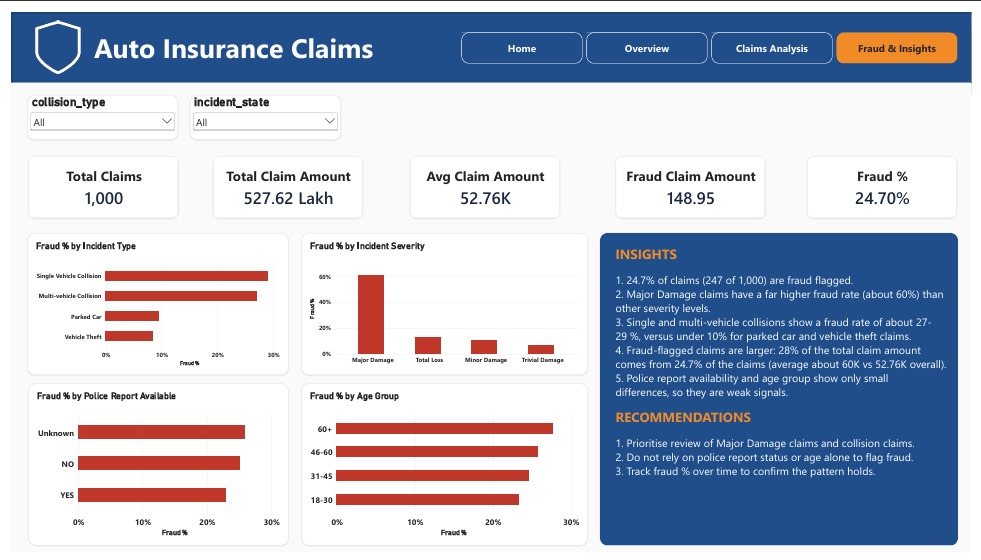 Auto Insurance Claims
Home
Overview
Claims Analysis
Fraud & Insights
collision_type
All
incident_state
All
Total Claims
1,000
Total Claim Amount
527.62 Lakh
Avg Claim Amount
52.76K
Fraud Claim Amount
148.95
Fraud %
24.70%
Fraud % by Incident Type
Single Vehicle Collision
Multi-vehicle Collision
Parked Car
Vehicle Theft
0% 10% 20% 30%
Fraud %
Fraud % by Incident Severity
60%
40%
20%
0%
Fraud %
Major Damage Total Loss Minor Damage Trivial Damage
Fraud % by Police Report Available
Unknown
NO
YES
0% 10% 20% 30%
Fraud %
Fraud % by Age Group
60+
46-60
31-45
18-30
0% 10% 20% 30%
Fraud %
INSIGHTS
1. 24.7% of claims (247 of 1,000) are fraud flagged.
2. Major Damage claims have a far higher fraud rate (about 60%) than
other severity levels.
3. Single and multi-vehicle collisions show a fraud rate of about 27-
29 %, versus under 10% for parked car and vehicle theft claims.
4. Fraud-flagged claims are larger: 28% of the total claim amount
comes from 24.7% of the claims (average about 60K vs 52.76K overall).
5. Police report availability and age group show only small
differences, so they are weak signals.
RECOMMENDATIONS
1. Prioritise review of Major Damage claims and collision claims.
2. Do not rely on police report status or age alone to flag fraud.
3. Track fraud % over time to confirm the pattern holds.